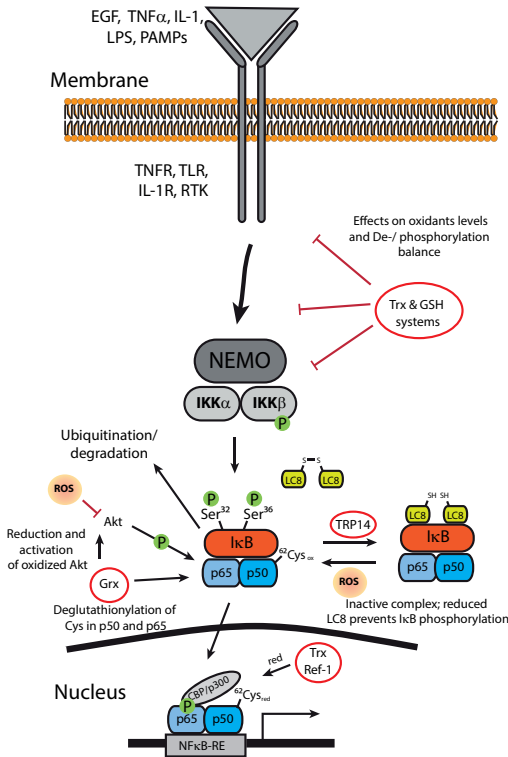 EGF, TNFα, IL-1,
LPS, PAMPs
Membrane
TNFR, TLR,
IL-1R, RTK
Effects on oxidants levels
and De-/ phosphorylation
balance
Trx & GSH
systems
NEMO
IKKα
IKKβ
P
Ubiquitination/
degradation
S–S
LC8
LC8
ROS
P
P
Ser32
Ser36
SH SH
LC8
LC8
Akt
P
IκB
62Cys ox
TRP14
IκB
Reduction and
activation
of oxidized Akt
p65
p50
ROS
p65
p50
Grx
Deglutathionylation of
Cys in p50 and p65
Inactive complex; reduced
LC8 prevents IκB phosphorylation
red
Trx
Ref-1
Nucleus
CBP/p300
62Cysred
P
p65
p50
NFκB-RE